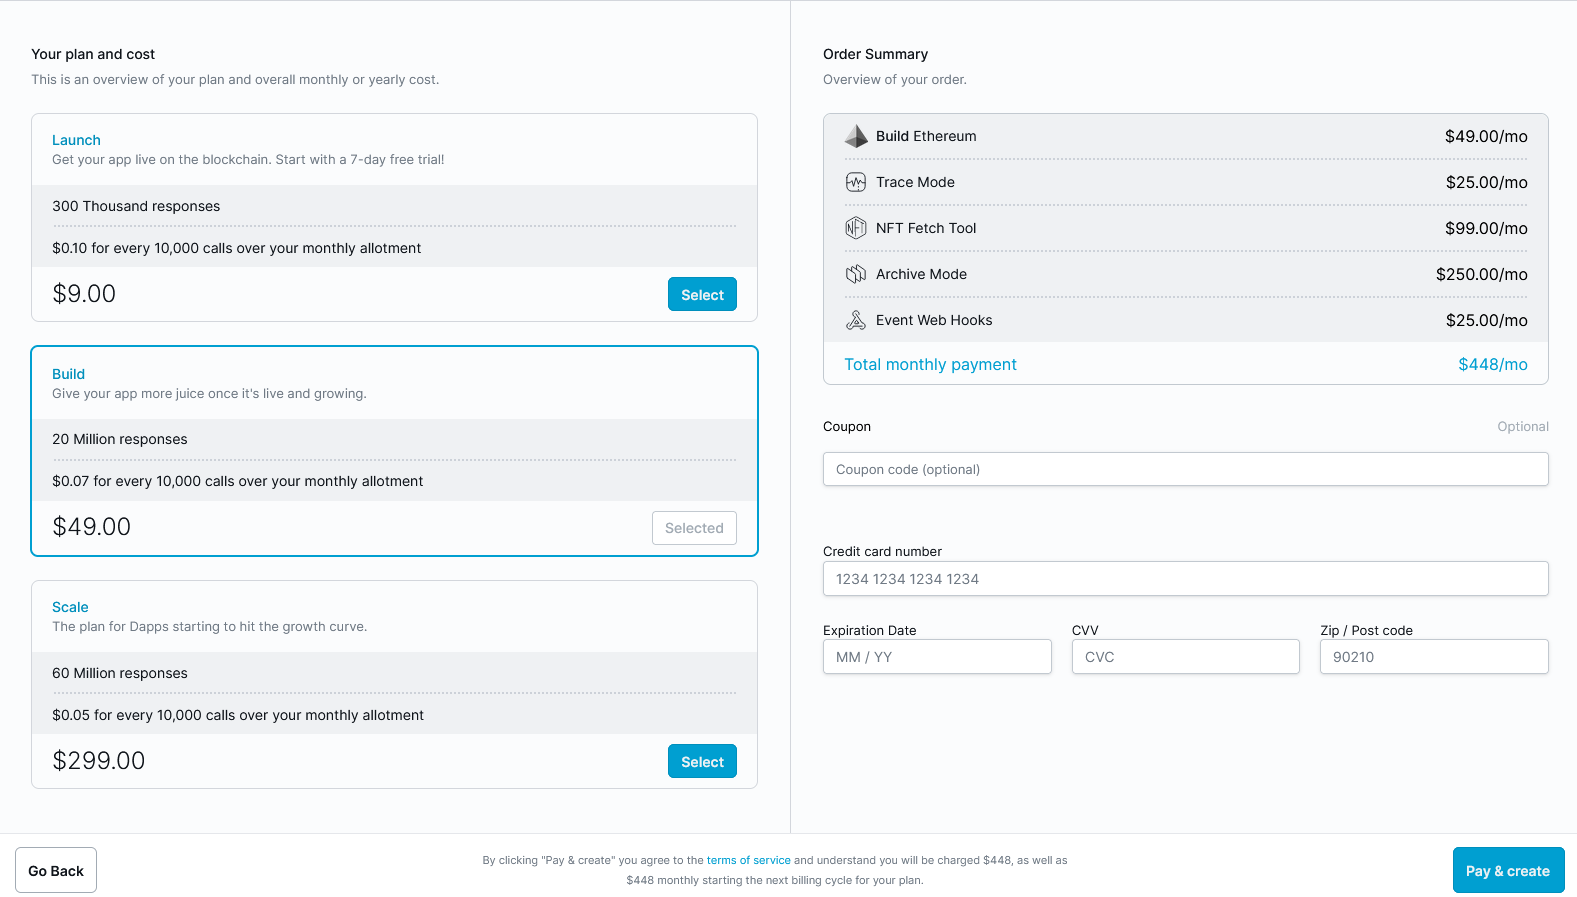 Your plan and cost
This is an overview of your plan and overall monthly or yearly cost.
Launch
Get your app live on the blockchain. Start with a 7-day free trial!
300 Thousand responses
$0.10 for every 10,000 calls over your monthly allotment
$9.00
Select
Build
Give your app more juice once it's live and growing.
20 Million responses
$0.07 for every 10,000 calls over your monthly allotment
$49.00
Selected
Scale
The plan for Dapps starting to hit the growth curve.
60 Million responses
$0.05 for every 10,000 calls over your monthly allotment
$299.00
Select
Order Summary
Overview of your order.
Build Ethereum $49.00/mo
Trace Mode $25.00/mo
NFT
NFT Fetch Tool $99.00/mo
Archive Mode $250.00/mo
Event Web Hooks $25.00/mo
Total monthly payment $448/mo
Coupon Optional
Coupon code (optional)
Credit card number
1234 1234 1234 1234
Expiration Date CVV Zip / Post code
MM / YY CVC 90210
Go Back
By clicking "Pay & create" you agree to the terms of service and understand you will be charged $448, as well as
$448 monthly starting the next billing cycle for your plan.
Pay & create